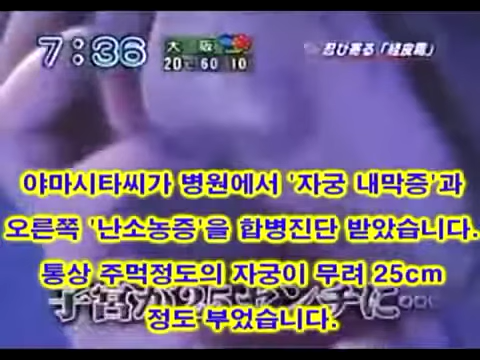 7:36
大阪
20℃ 60 10
忍び寄る「経皮毒」
야마시타씨가 병원에서 '자궁 내막증'과
오른쪽 '난소농증'을 합병진단 받았습니다.
통상 주먹정도의 자궁이 무려 25cm
子宮が25センチに…
정도 부었습니다.